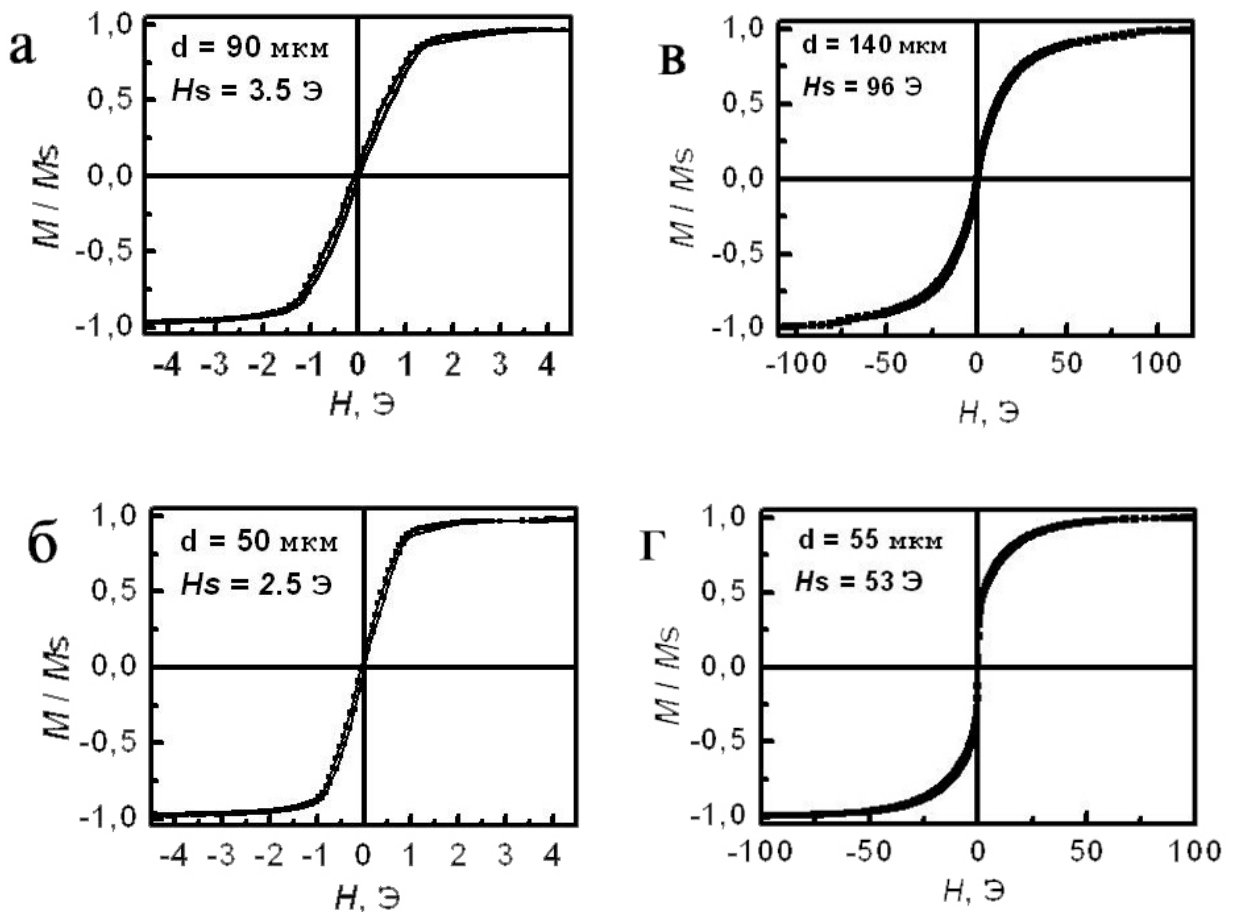 а
d = 90 мкм
Hs = 3.5 Э
1,0
0,5
0,0
-0,5
-1,0
M / Ms
-4 -3 -2 -1 0 1 2 3 4
H, Э
в
d = 140 мкм
Hs = 96 Э
1,0
0,5
0,0
-0,5
-1,0
M / Ms
-100 -50 0 50 100
H, Э
б
d = 50 мкм
Hs = 2.5 Э
1,0
0,5
0,0
-0,5
-1,0
M / Ms
-4 -3 -2 -1 0 1 2 3 4
H, Э
Г
d = 55 мкм
Hs = 53 Э
1,0
0,5
0,0
-0,5
-1,0
M / Ms
-100 -50 0 50 100
H, Э